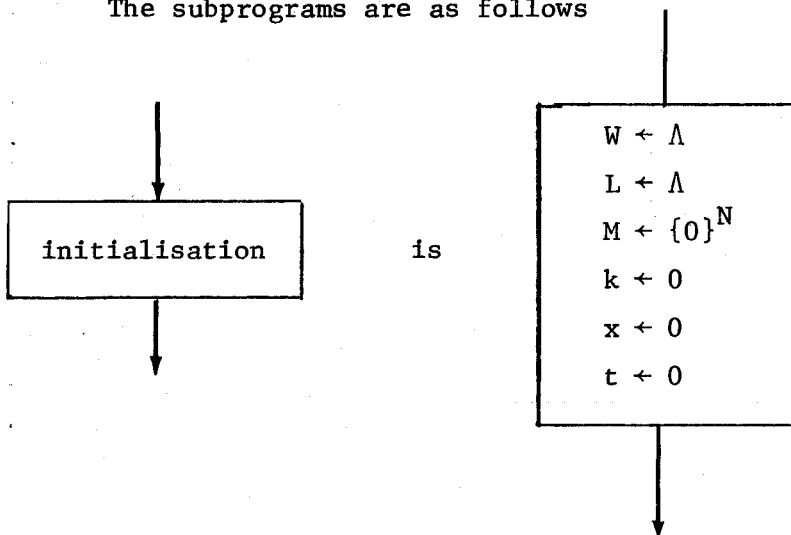 The subprograms are as follows
initialisation
is
W ← Λ
L ← Λ
M ← {0}^N
k ← 0
x ← 0
t ← 0